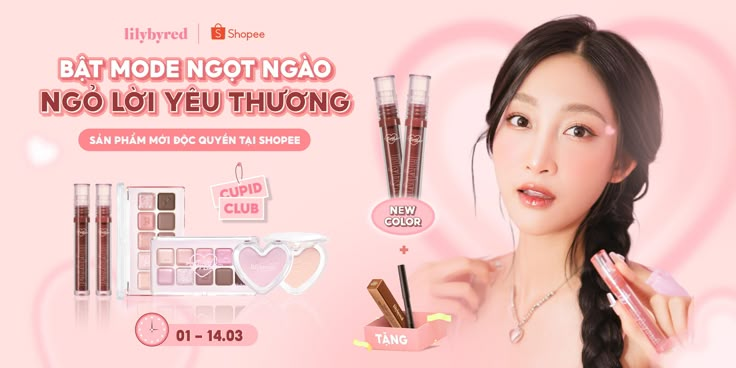 lilybyred
Shopee
BẬT MODE NGỌT NGÀO
NGỎ LỜI YÊU THƯƠNG
SẢN PHẨM MỚI ĐỘC QUYỀN TẠI SHOPEE
CUPID
CLUB
NEW
COLOR
+
TẶNG
01 – 14.03